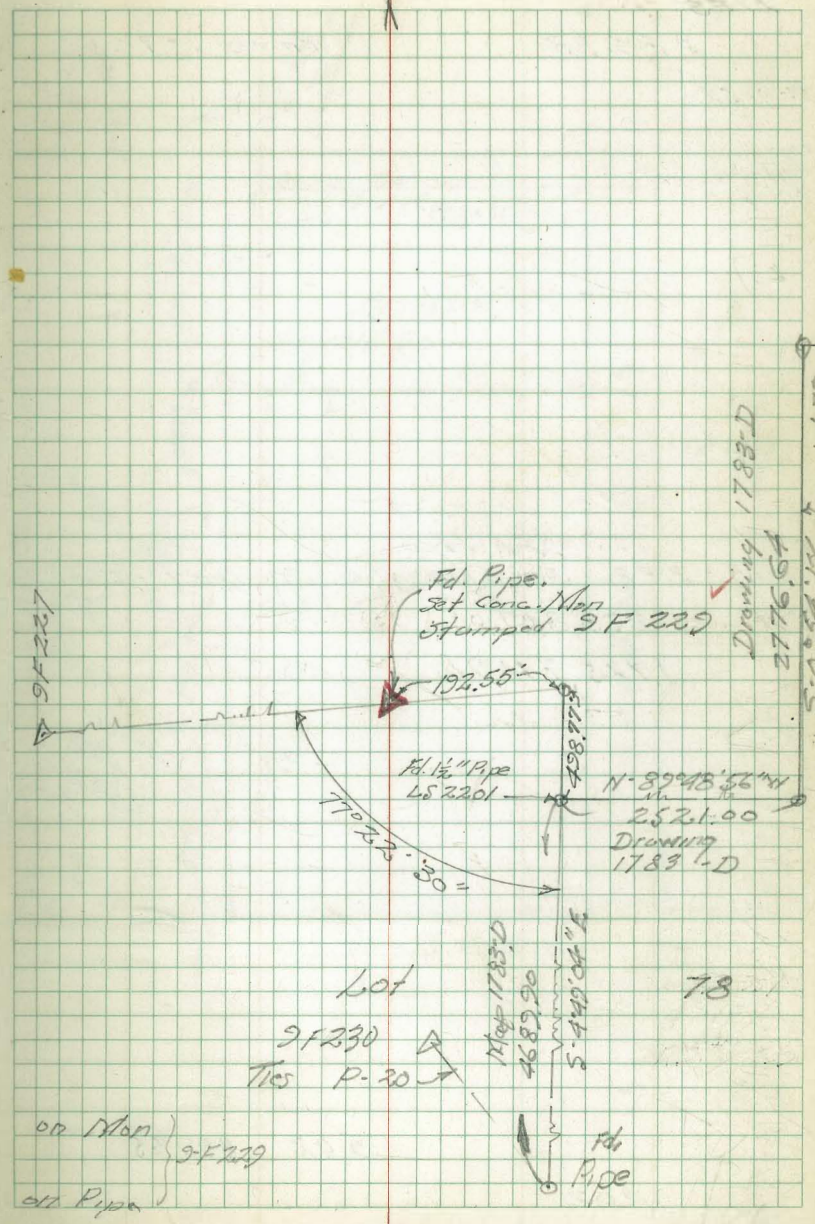 Fd. Pipe.
Set Conc. Mon
Stamped 9F 229
Drawing 1783-D
2776.64
9F227
192.55
498.775
Fd. 1½" Pipe
LS 2201
N-89°48'56"W
2521.00
Drawing
1783-D
77°22'30"
Lot
78
9F230
Ties P-20
Map 1783-D
4689.90
S-4°49'04"E
on Mon
9-F229
on Pipe
Fd.
Pipe